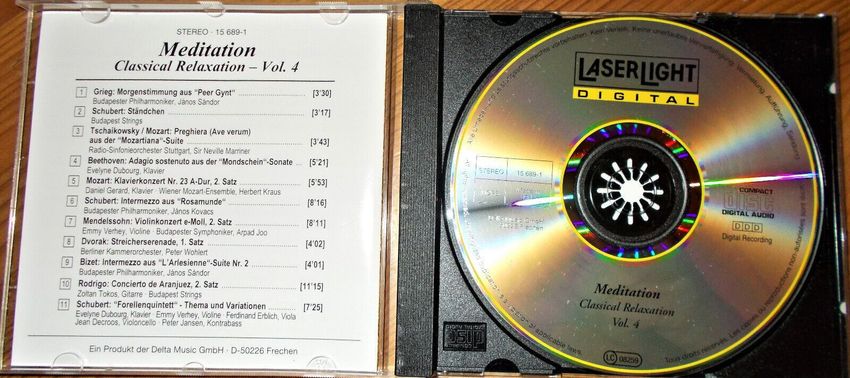 STEREO · 15 689-1
Meditation
Classical Relaxation – Vol. 4
1 Grieg: Morgenstimmung aus "Peer Gynt" [3'30]
Budapester Philharmoniker, János Sándor
2 Schubert: Ständchen [3'17]
Budapest Strings
3 Tschaikowsky / Mozart: Preghiera (Ave verum)
aus der "Mozartiana"-Suite [3'43]
Radio-Sinfonieorchester Stuttgart, Sir Neville Marriner
4 Beethoven: Adagio sostenuto aus der "Mondschein"-Sonate [5'21]
Evelyne Dubourg, Klavier
5 Mozart: Klavierkonzert Nr. 23 A-Dur, 2. Satz [5'53]
Daniel Gerard, Klavier · Wiener Mozart-Ensemble, Herbert Kraus
6 Schubert: Intermezzo aus "Rosamunde" [8'16]
Budapester Philharmoniker, János Kovacs
7 Mendelssohn: Violinkonzert e-Moll, 2. Satz [8'11]
Emmy Verhey, Violine · Budapester Symphoniker, Arpad Joo
8 Dvorak: Streicherserenade, 1. Satz [4'02]
Berliner Kammerorchester, Peter Wohlert
9 Bizet: Intermezzo aus "L'Arlesienne"-Suite Nr. 2 [4'01]
Budapester Philharmoniker, János Sándor
10 Rodrigo: Concierto de Aranjuez, 2. Satz [11'15]
Zoltan Tokos, Gitarre · Budapest Strings
11 Schubert: "Forellenquintett" - Thema und Variationen [7'25]
Evelyne Dubourg, Klavier · Emmy Verhey, Violine · Ferdinand Erblich, Viola
Jean Decroos, Violoncello · Peter Jansen, Kontrabass
Ein Produkt der Delta Music GmbH · D-50226 Frechen
LASERLIGHT
DIGITAL
STEREO 15 689-1
COMPACT
disc
DIGITAL AUDIO
DDD
Digital Recording
Meditation
Classical Relaxation
Vol. 4
LC 08259